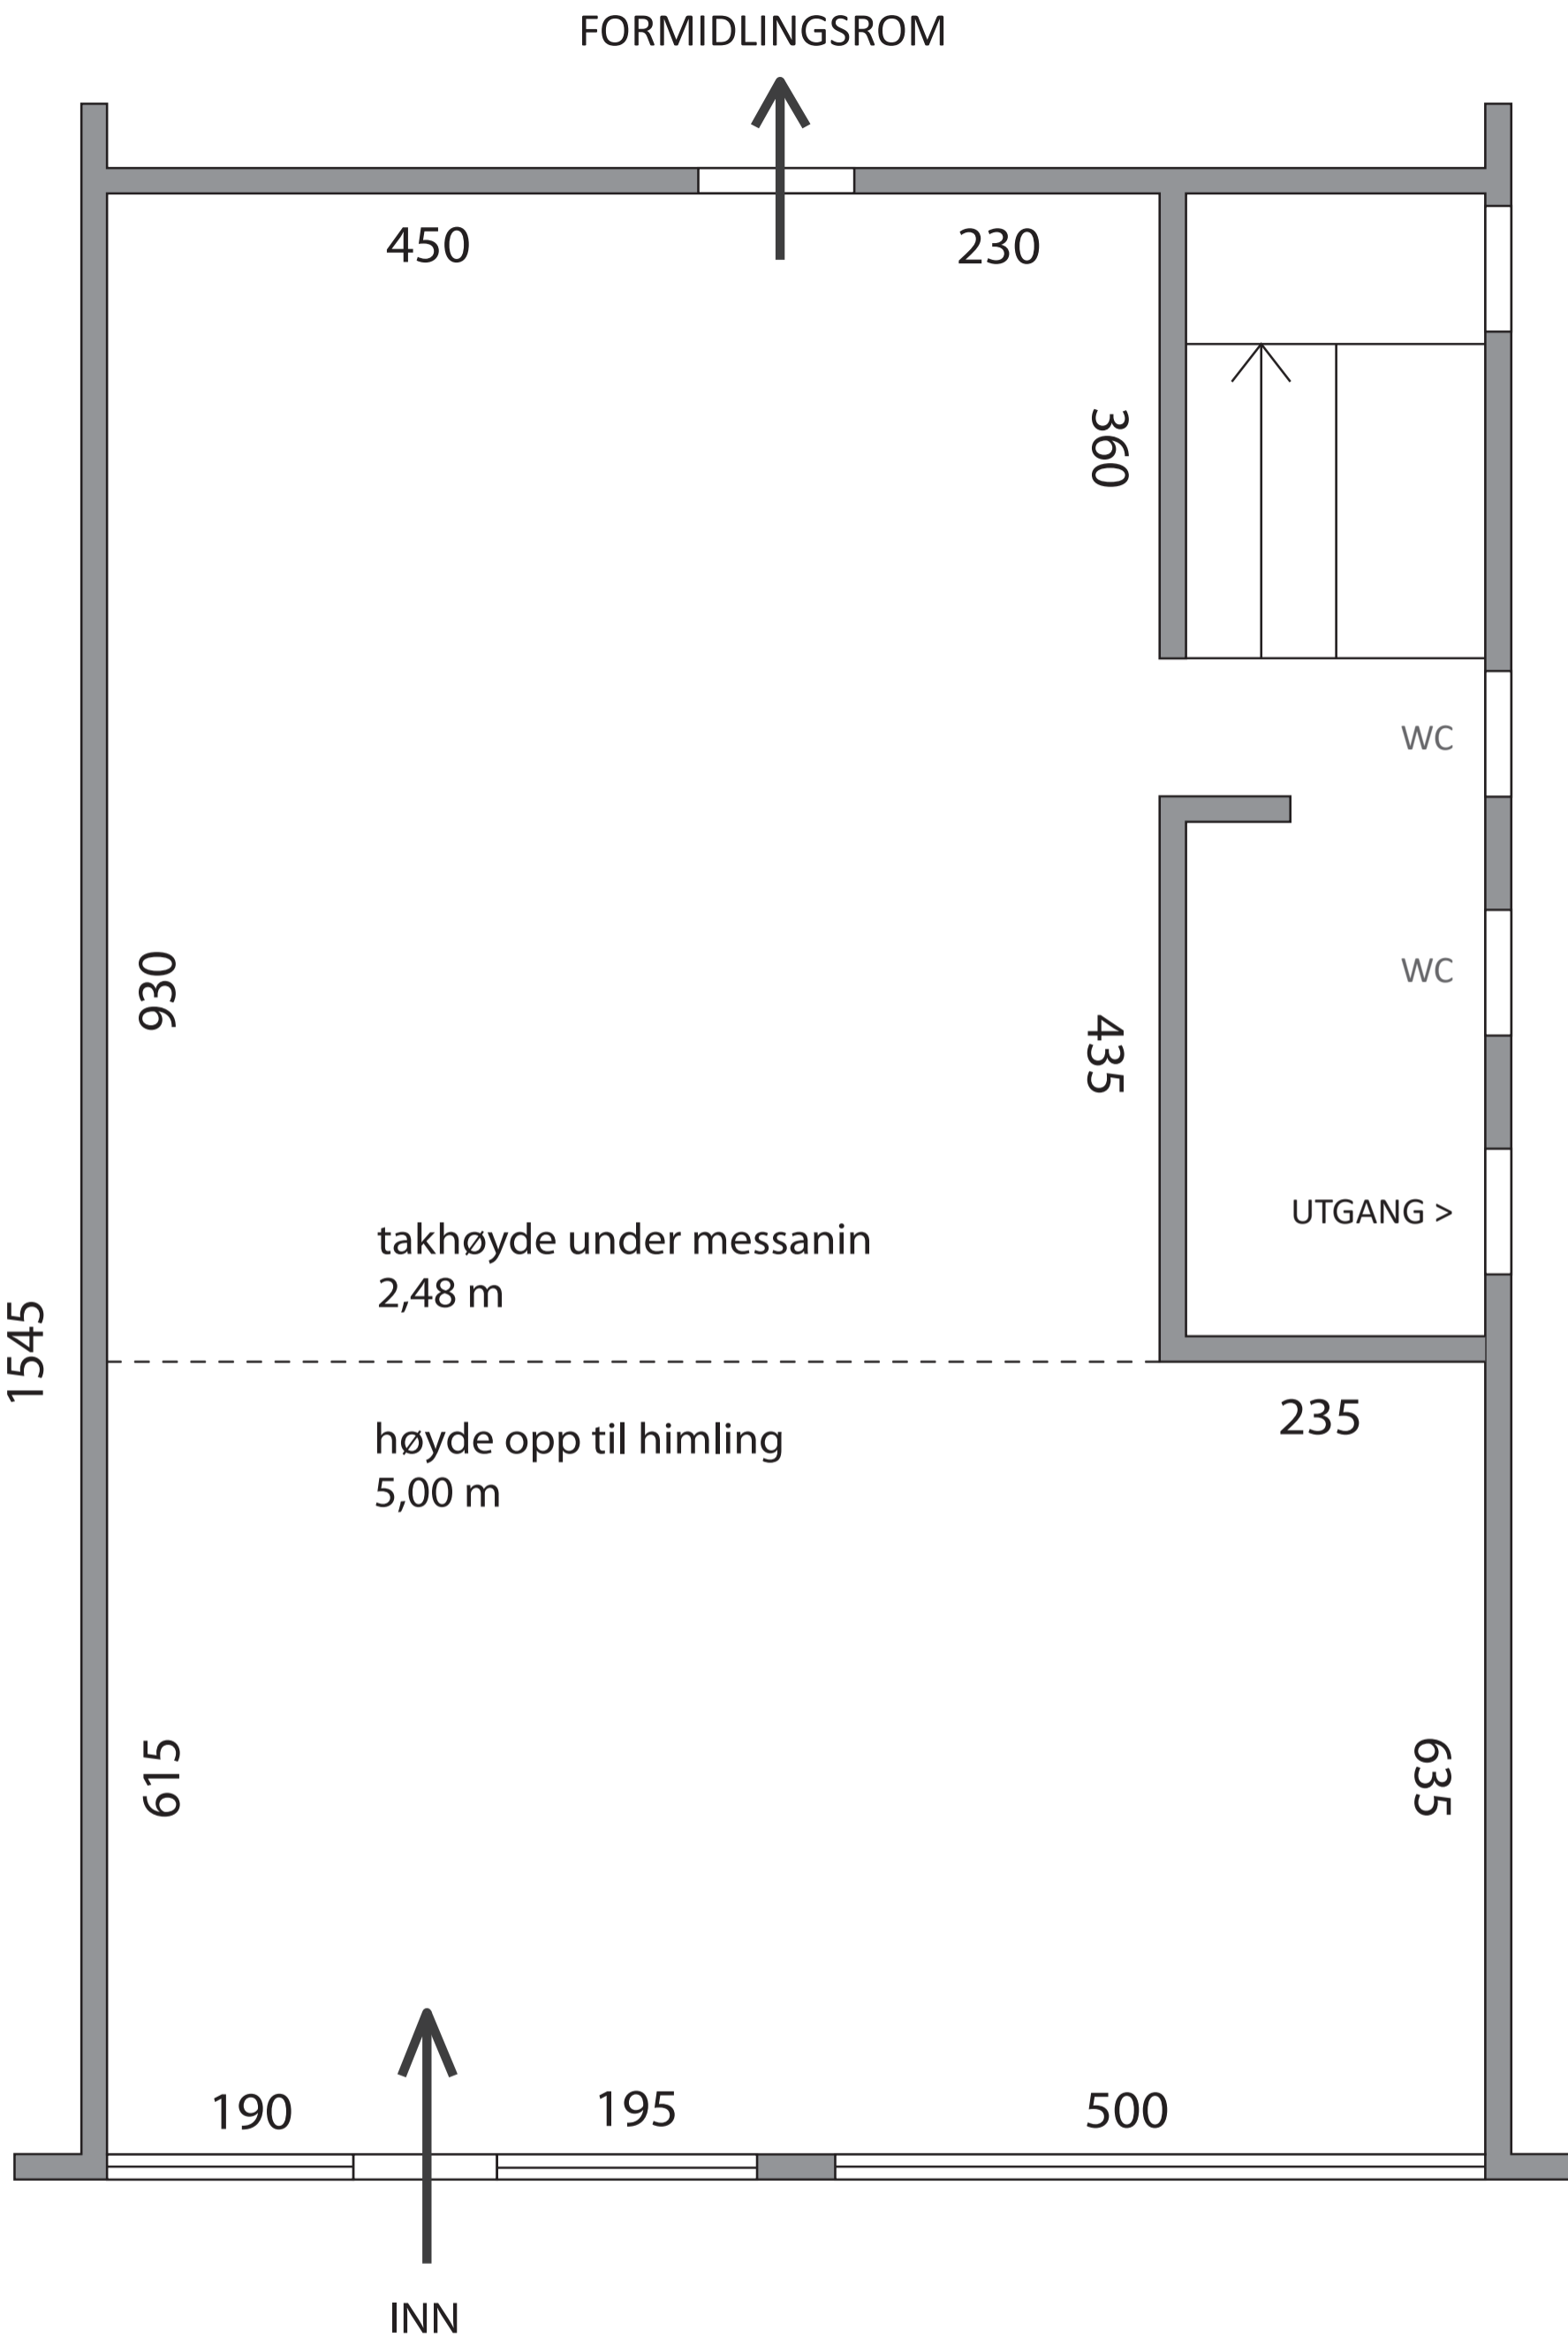 FORMIDLINGSROM
450
230
360
WC
930
WC
435
UTGANG >
takhøyde under messanin
2,48 m
1545
235
høyde opp til himling
5,00 m
615
635
190
195
500
INN